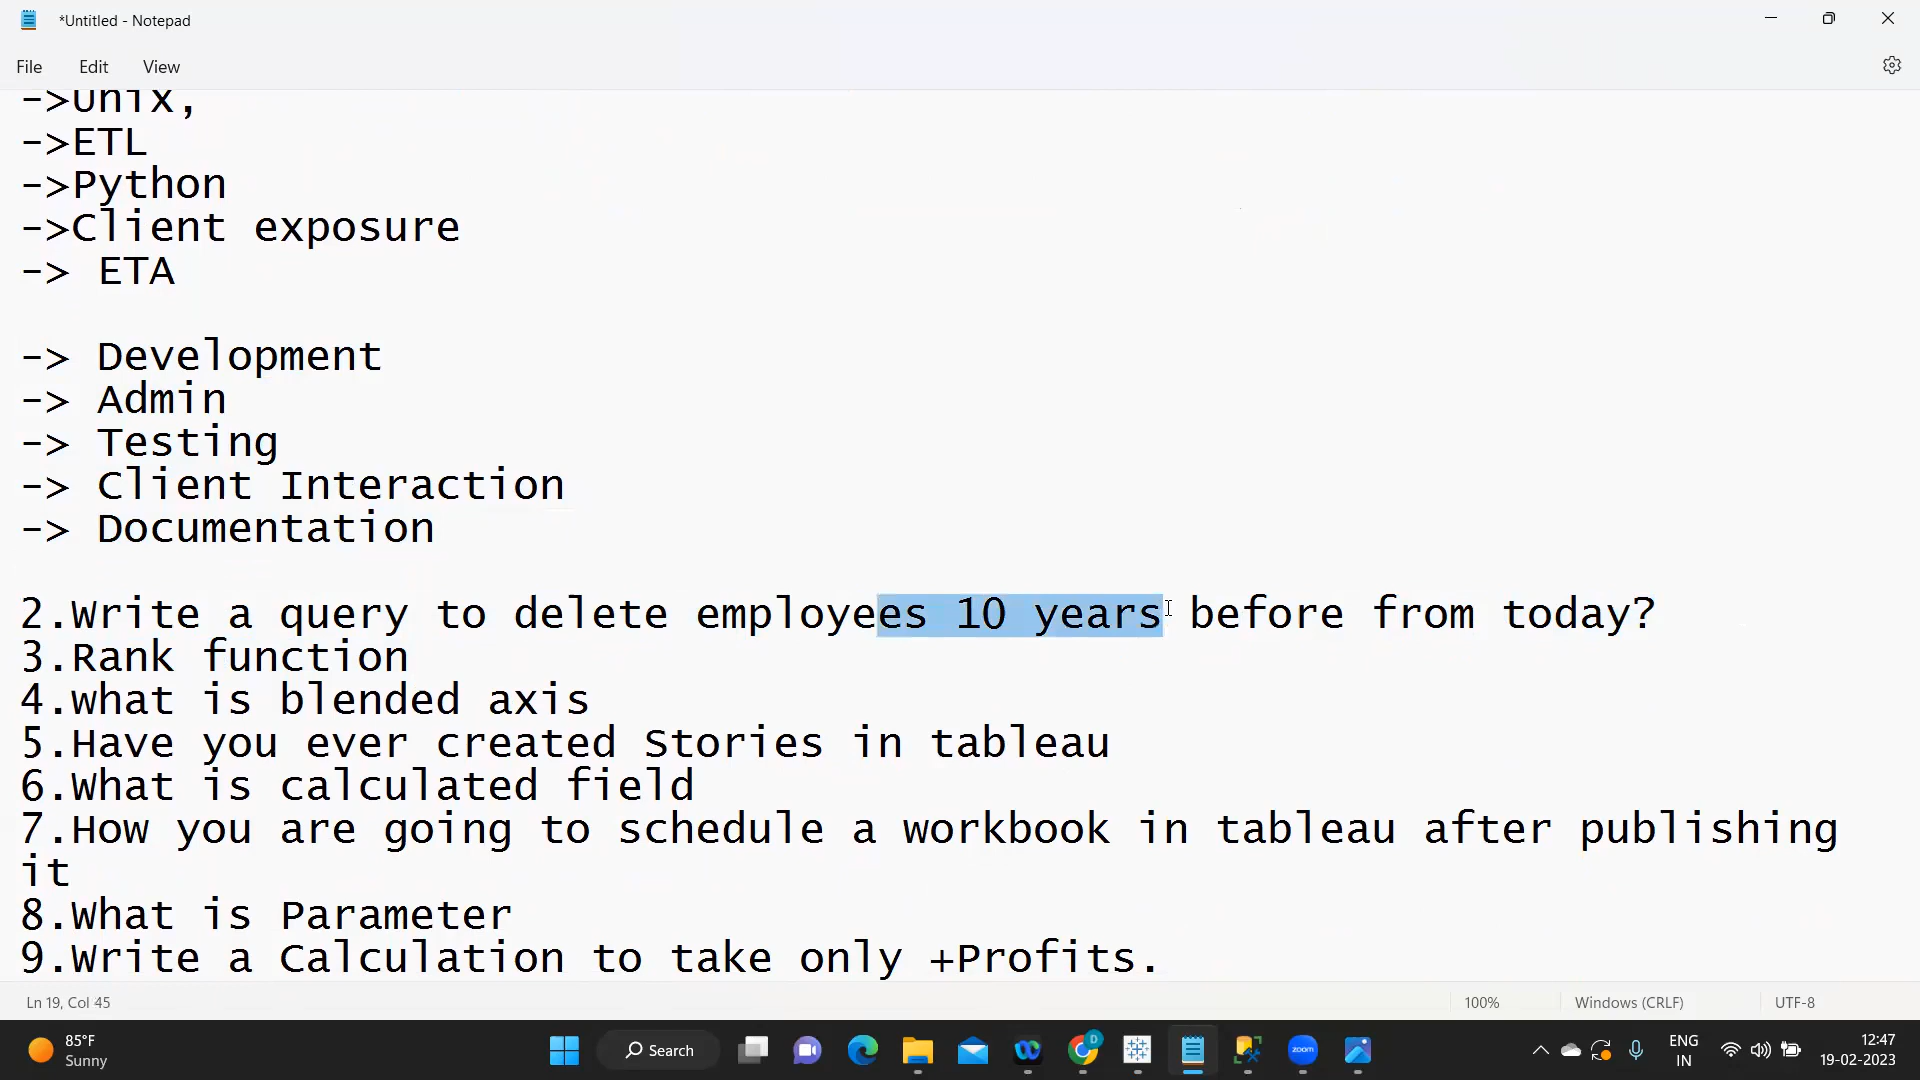 *Untitled - Notepad
File Edit View
->Unix,
->ETL
->Python
->Client exposure
-> ETA
-> Development
-> Admin
-> Testing
-> Client Interaction
-> Documentation
2.Write a query to delete employees 10 years before from today?
3.Rank function
4.what is blended axis
5.Have you ever created Stories in tableau
6.What is calculated field
7.How you are going to schedule a workbook in tableau after publishing
it
8.What is Parameter
9.Write a Calculation to take only +Profits.
Ln 19, Col 45 100% Windows (CRLF) UTF-8
85°F
Sunny
Search
D
zoom
ENG
IN
12:47
19-02-2023